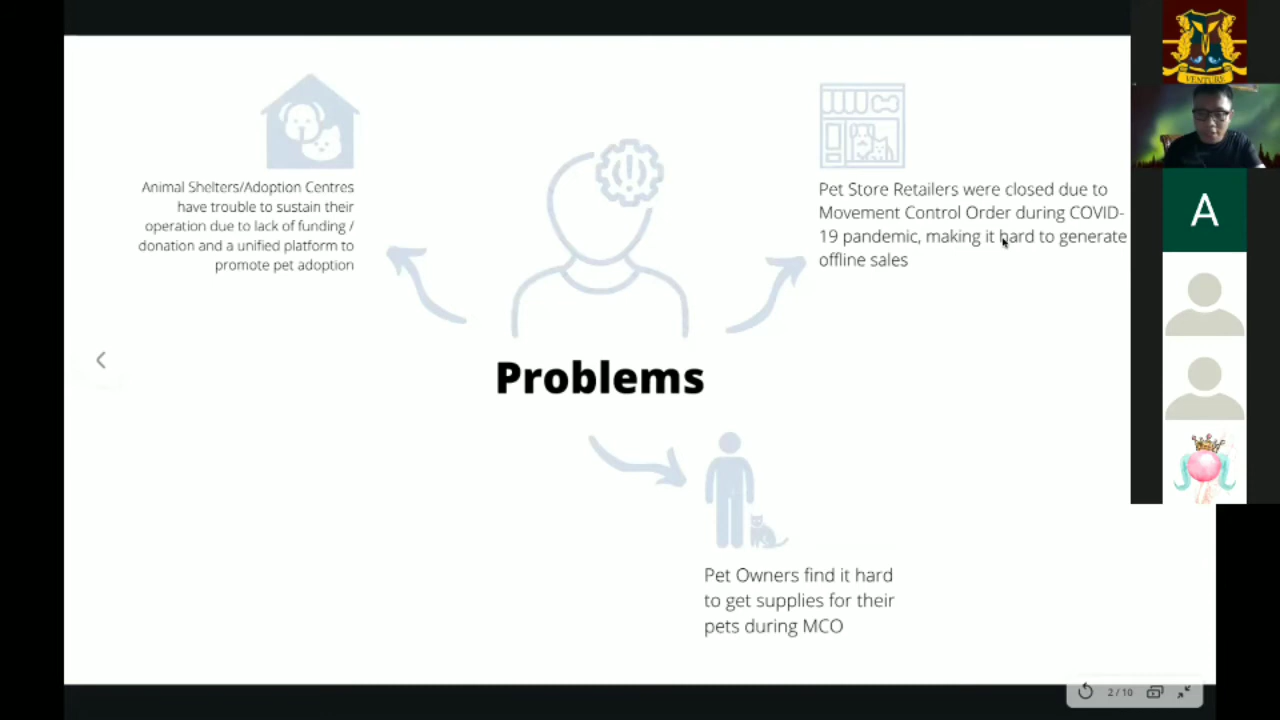 Animal Shelters/Adoption Centres
have trouble to sustain their
operation due to lack of funding /
donation and a unified platform to
promote pet adoption
Pet Store Retailers were closed due to
Movement Control Order during COVID-
19 pandemic, making it hard to generate
offline sales
Problems
Pet Owners find it hard
to get supplies for their
pets during MCO
VENTURE
A
2 / 10